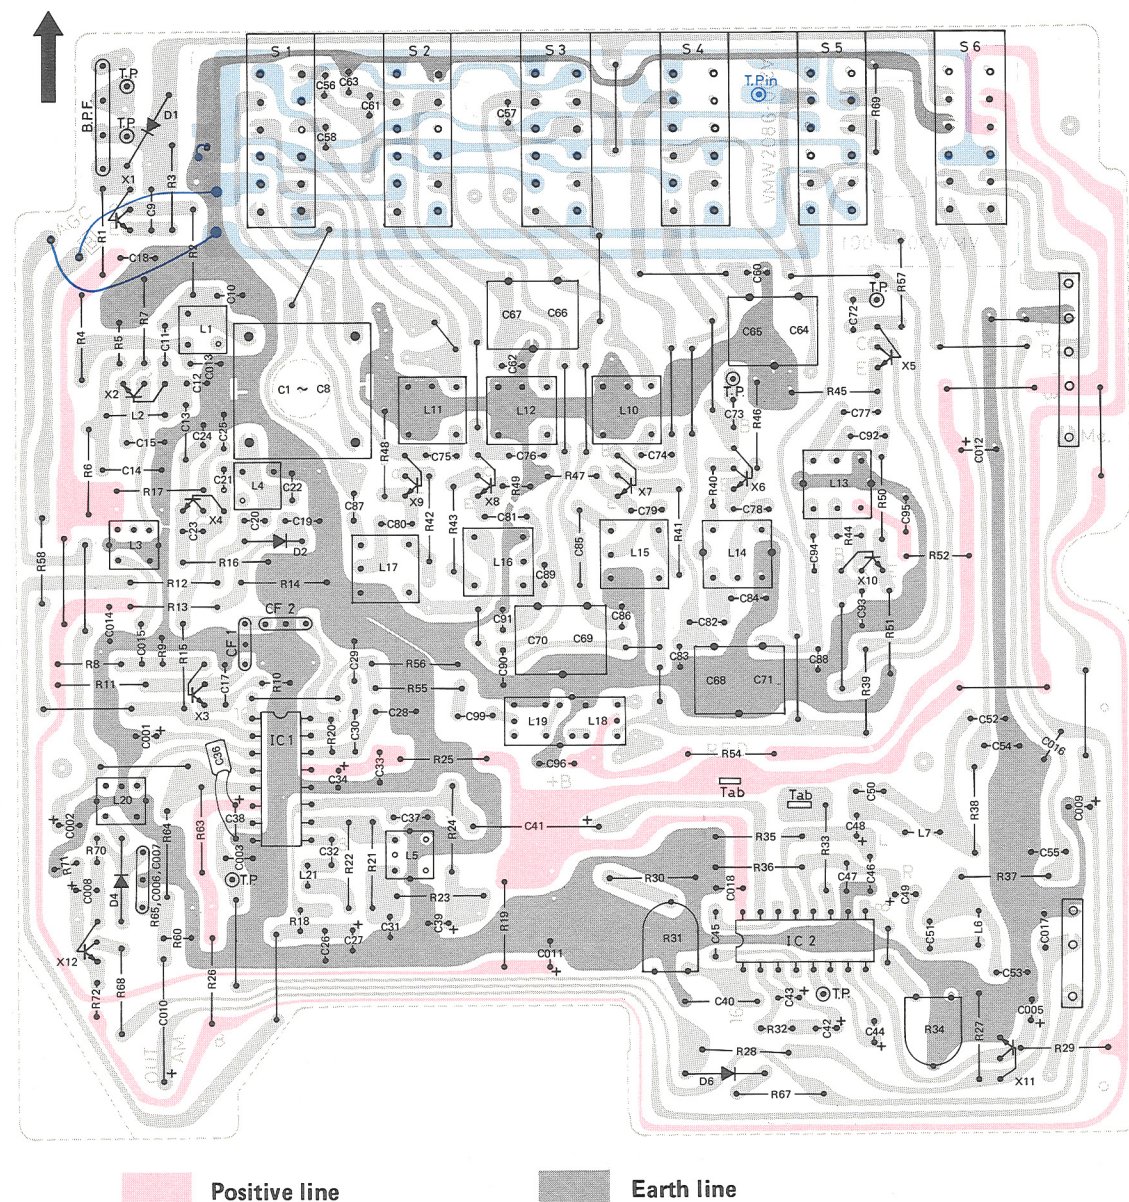 S 1 S 2 S 3 S 4 S 5 S 6
T.P. B.P.F. T.P. D1 C56 C63 C61 C58 C57 T.Pin R69
X1 R3 C9 R1 R2 C18 AGC
C60 R57 T.P. C72
R4 R5 R7 C11 C10 L1 C67 C66 C65 C64 X5
X2 L2 C12 C013 C1 ~ C8 C62 T.P. R45
C13 C24 C25 L11 L12 L10 C73 R46 C77
C15 C14 R6 R17 R48 C75 C76 C74 C92 C012 +
C21 L4 C22 X9 X8 R49 R47 X7 R40 X6 L13 R50
X4 C23 C20 C19 C87 C80 R42 R43 C81 C79 R41 C78 C95
R58 L3 D2 R16 L17 L16 C85 L15 L14 C94 R44 R52
R12 R14 C89 X10
R13 CF 2 C84 C93 R51
C014 C015 R9 R15 CF 1 C91 C70 C69 C86 C82
R8 R11 C17 R10 C29 R56 C90 C83 C88 R39
X3 R55 C68 C71
C28 C99 L19 L18 C52
C001 + IC 1 R20 C30 R54 C54 C016
C36 + C34 C33 R25 C96 +B
L20 R63 + C38 Tab Tab C50 R38 C009 +
C002 + R64 C37 R24 C41 + R35 R33 C48 + L7
R71 R70 C003 C32 R22 R21 L5 R36 C47 C46 C55
C008 + D4 R65, C006, C007 T.P. L21 R23 R30 C018 C49 + R37
R18 C31 C39 + R19 R31 C45 IC 2 C51 L6 C017
X12 R60 C26 C27 + C011 +
R68 R26 C53
R72 C010 + C40 C43 + T.P. R34 R27 C005 +
R32 C42 + C44 +
OUT AM R28 R29
D6 X11
R67
Positive line Earth line